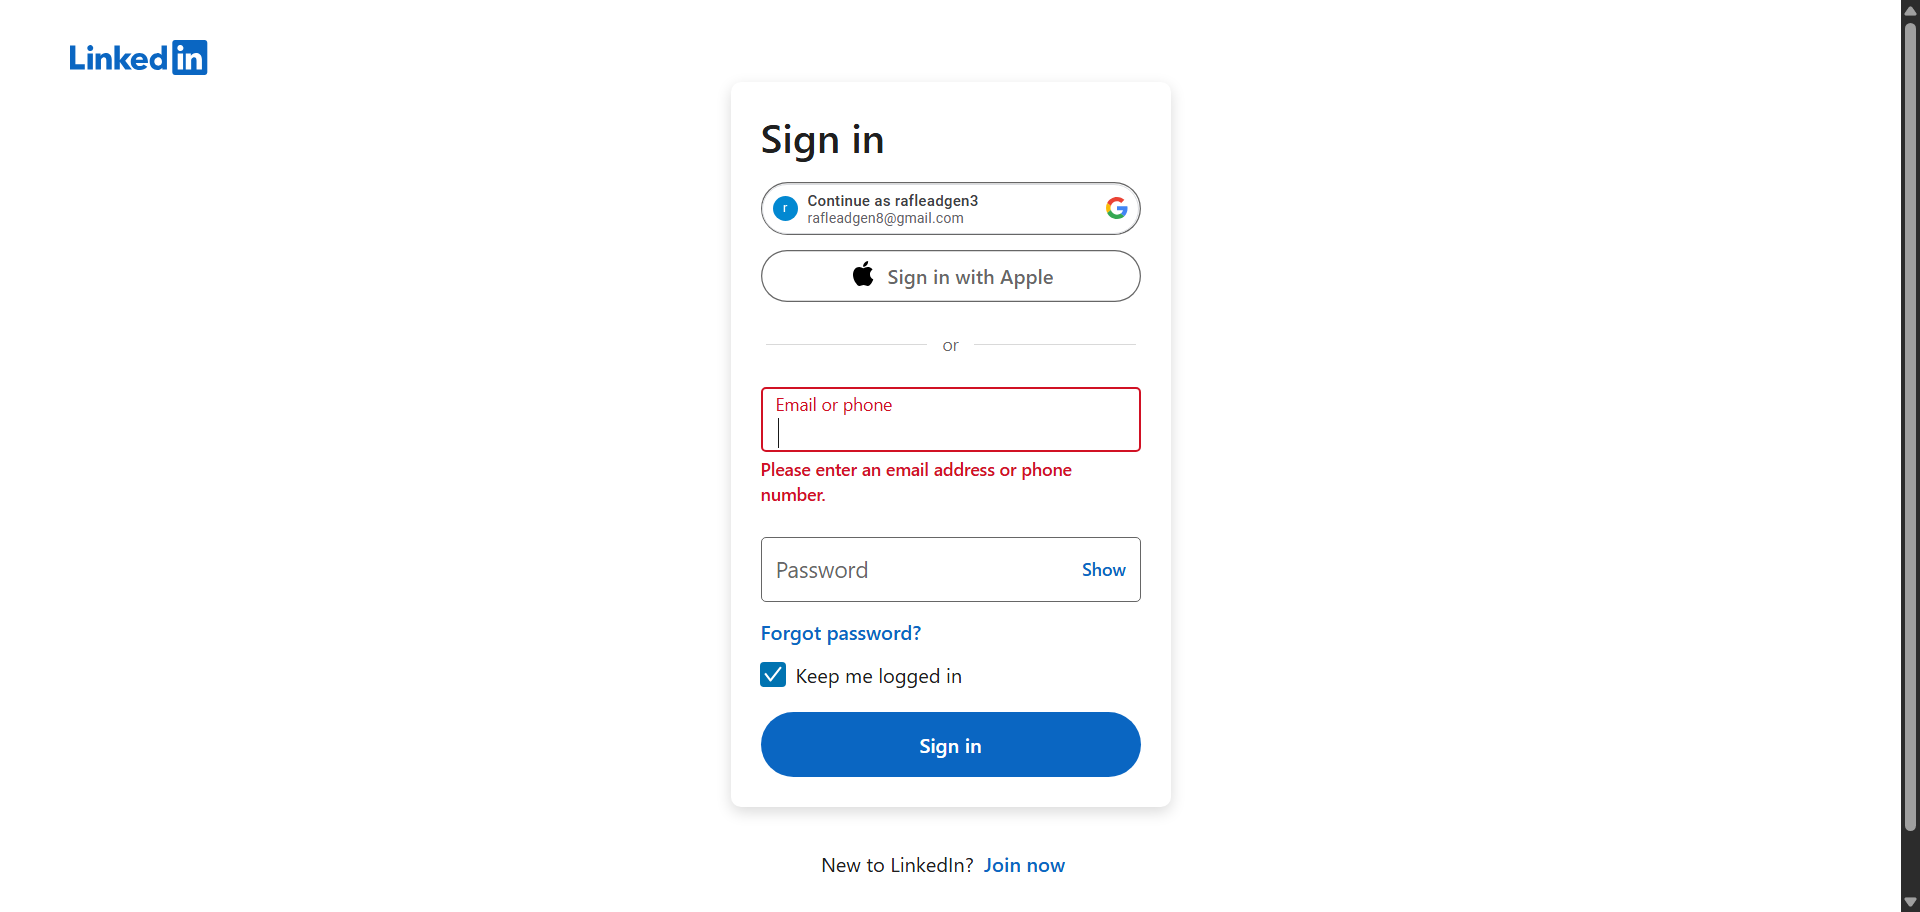 Linked in
Sign in
r
Continue as rafleadgen3
rafleadgen8@gmail.com
Sign in with Apple
or
Email or phone
Please enter an email address or phone
number.
Password
Show
Forgot password?
Keep me logged in
Sign in
New to LinkedIn? Join now